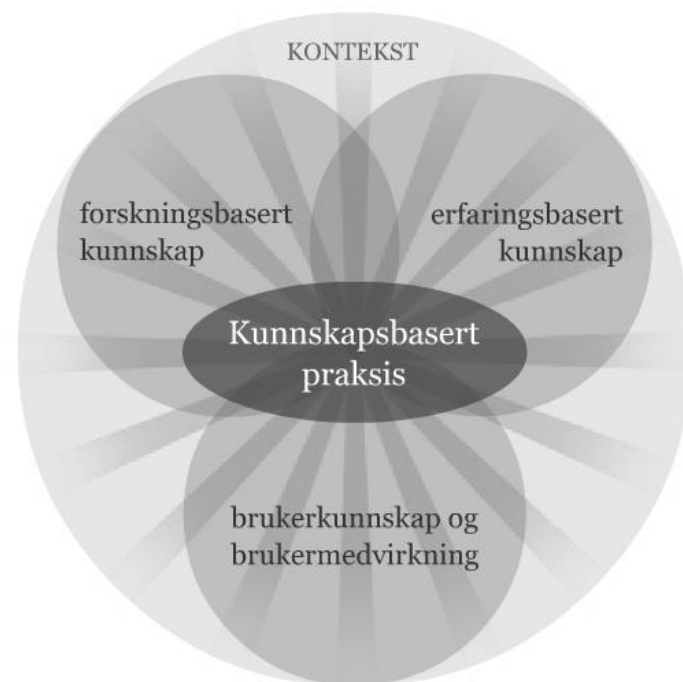 KONTEKST
forskningsbasert
kunnskap
erfaringsbasert
kunnskap
Kunnskapsbasert
praksis
brukerkunnskap og
brukermedvirkning